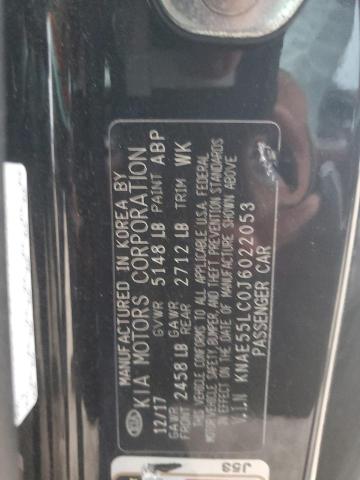 MANUFACTURED IN KOREA BY
KIA MOTORS CORPORATION
KIA
12/17 GVWR 5148 LB PAINT ABP
GAWR FRONT 2458 LB GAWR REAR 2712 LB TRIM WK
THIS VEHICLE CONFORMS TO ALL APPLICABLE U.S.A. FEDERAL
MOTOR VEHICLE SAFETY, BUMPER, AND THEFT PREVENTION STANDARDS
IN EFFECT ON THE DATE OF MANUFACTURE SHOWN ABOVE
V.I.N KNAE55LC0J6022053
PASSENGER CAR
J5S